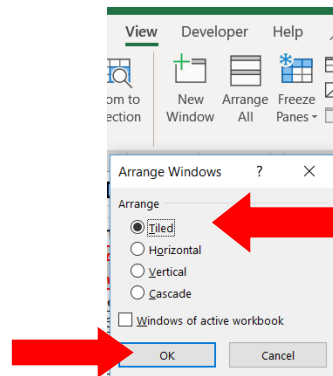 View Developer Help
om to New Arrange Freeze
ection Window All Panes
Arrange Windows ? ×
Arrange
Tiled
Horizontal
Vertical
Cascade
Windows of active workbook
OK Cancel